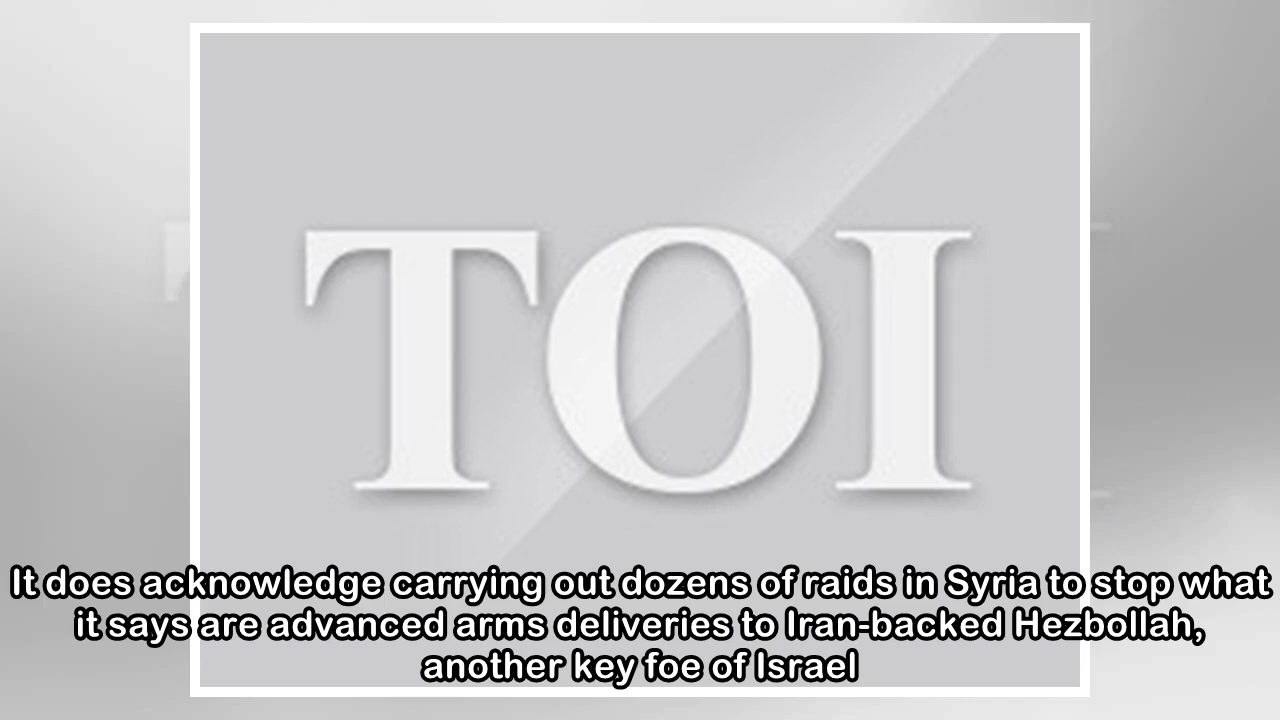 TOI
It does acknowledge carrying out dozens of raids in Syria to stop what
it says are advanced arms deliveries to Iran-backed Hezbollah,
another key foe of Israel